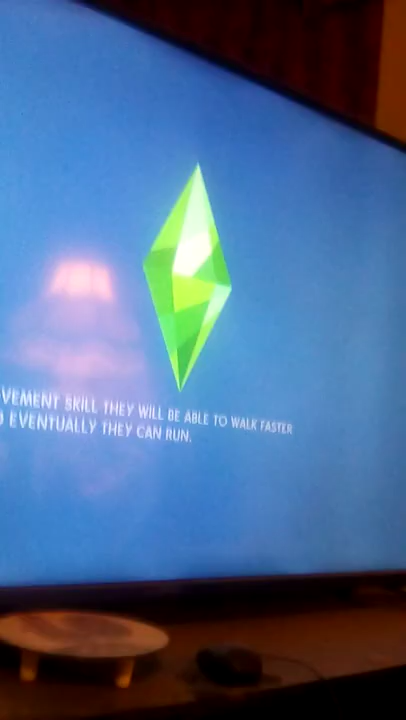 VEMENT SKILL THEY WILL BE ABLE TO WALK FASTER
EVENTUALLY THEY CAN RUN.